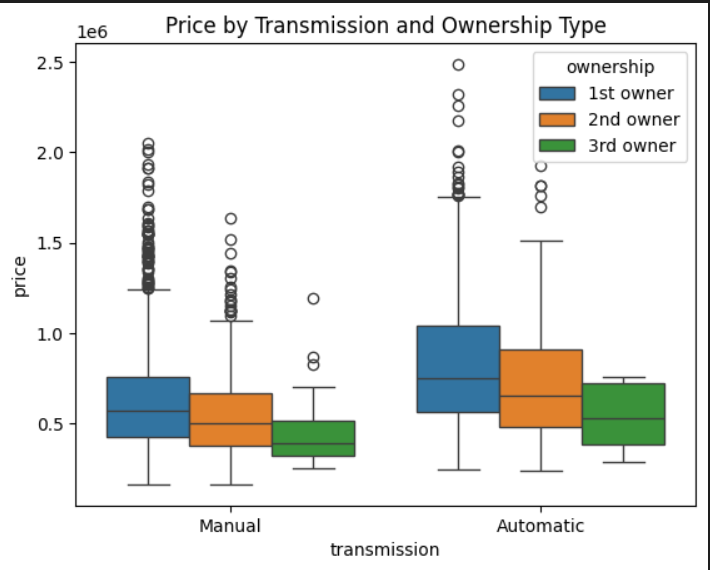 Price by Transmission and Ownership Type
1e6
2.5
2.0
1.5
1.0
0.5
price
ownership
1st owner
2nd owner
3rd owner
Manual
Automatic
transmission